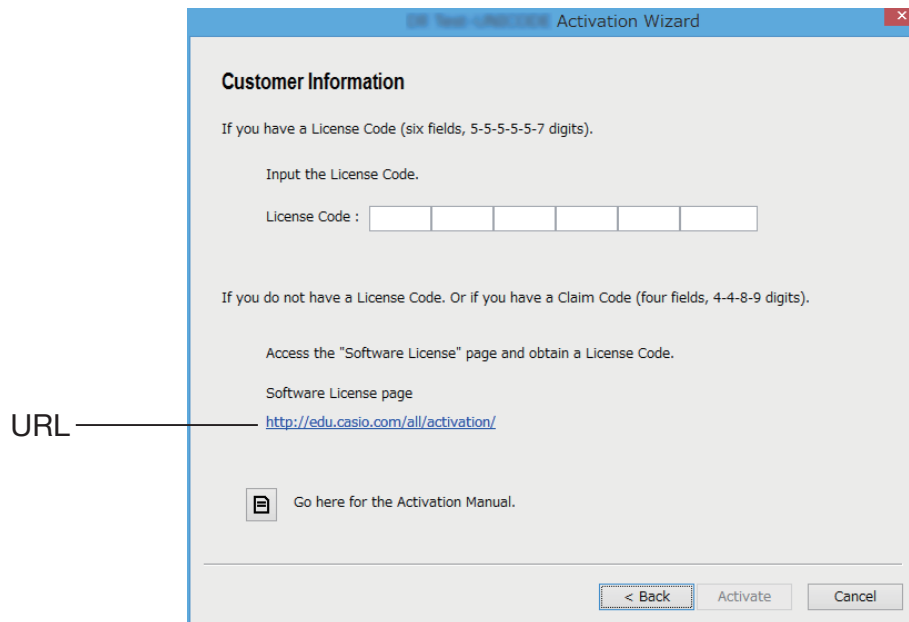 Activation Wizard
Customer Information
If you have a License Code (six fields, 5-5-5-5-5-7 digits).
Input the License Code.
License Code :
If you do not have a License Code. Or if you have a Claim Code (four fields, 4-4-8-9 digits).
Access the "Software License" page and obtain a License Code.
Software License page
URL
http://edu.casio.com/all/activation/
Go here for the Activation Manual.
< Back
Activate
Cancel